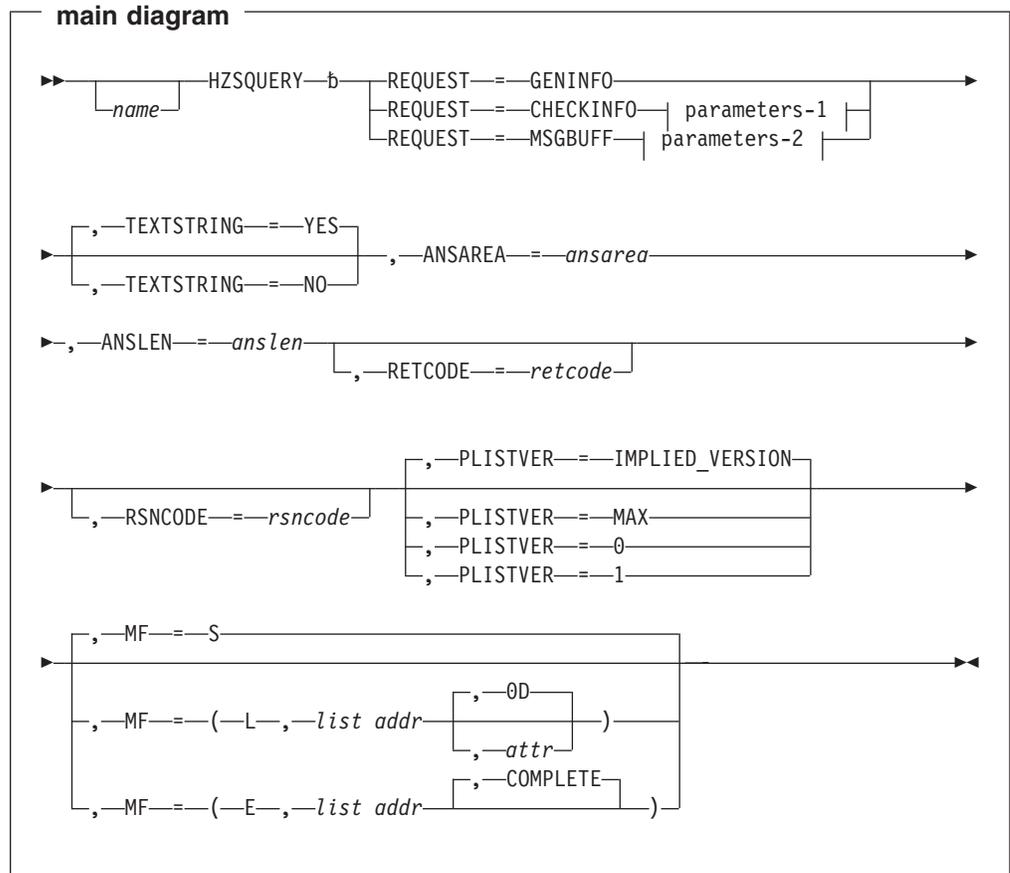 main diagram
name HZSQUERY ƀ REQUEST = GENINFO
REQUEST = CHECKINFO parameters-1
REQUEST = MSGBUFF parameters-2
, TEXTSTRING = YES
, TEXTSTRING = NO
, ANSAREA = ansarea
, ANSLEN = anslen
, RETCODE = retcode
, RSNCODE = rsncode
, PLISTVER = IMPLIED_VERSION
, PLISTVER = MAX
, PLISTVER = 0
, PLISTVER = 1
, MF = S
, MF = ( L , list addr , 0D )
, attr
, MF = ( E , list addr , COMPLETE )